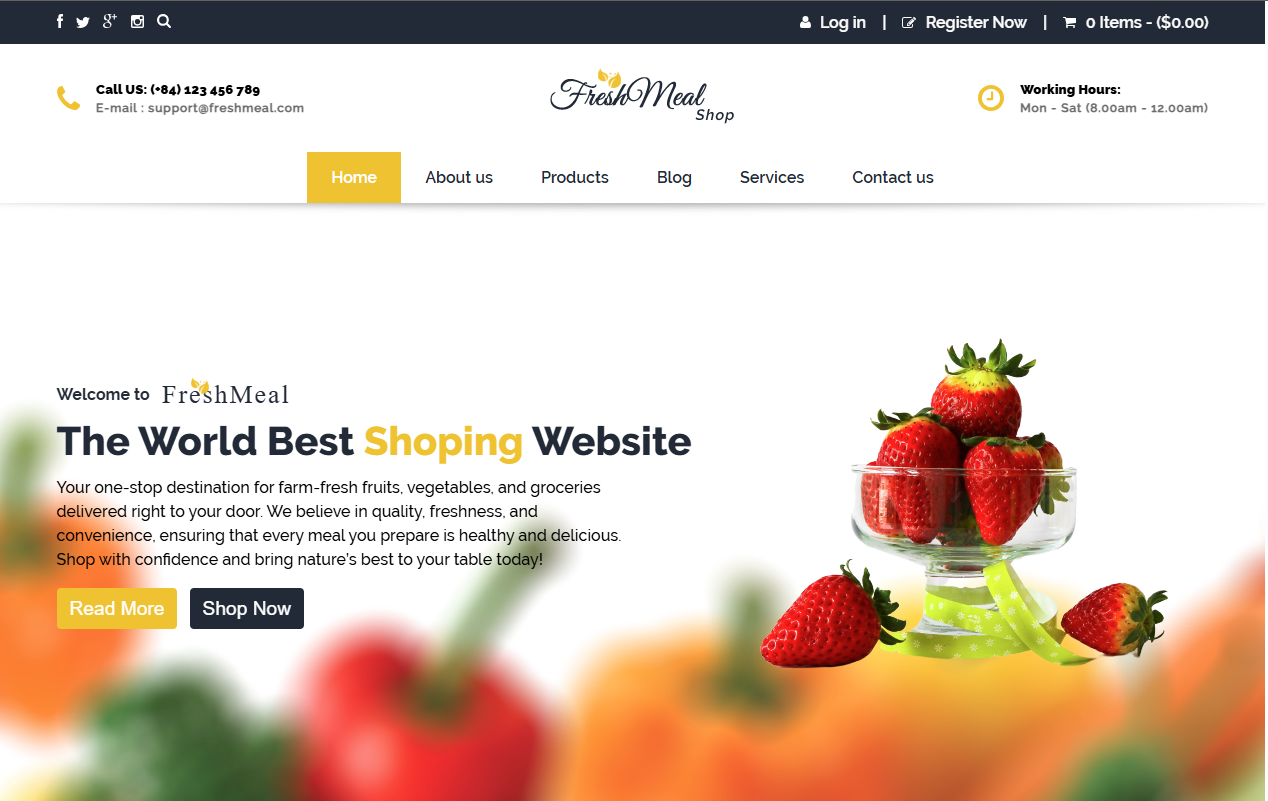 Log in | Register Now | 0 Items - ($0.00)
Call US: (+84) 123 456 789
E-mail : support@freshmeal.com
FreshMeal
Shop
Working Hours:
Mon - Sat (8.00am - 12.00am)
Home About us Products Blog Services Contact us
Welcome to FreshMeal
The World Best Shoping Website
Your one-stop destination for farm-fresh fruits, vegetables, and groceries
delivered right to your door. We believe in quality, freshness, and
convenience, ensuring that every meal you prepare is healthy and delicious.
Shop with confidence and bring nature's best to your table today!
Read More Shop Now